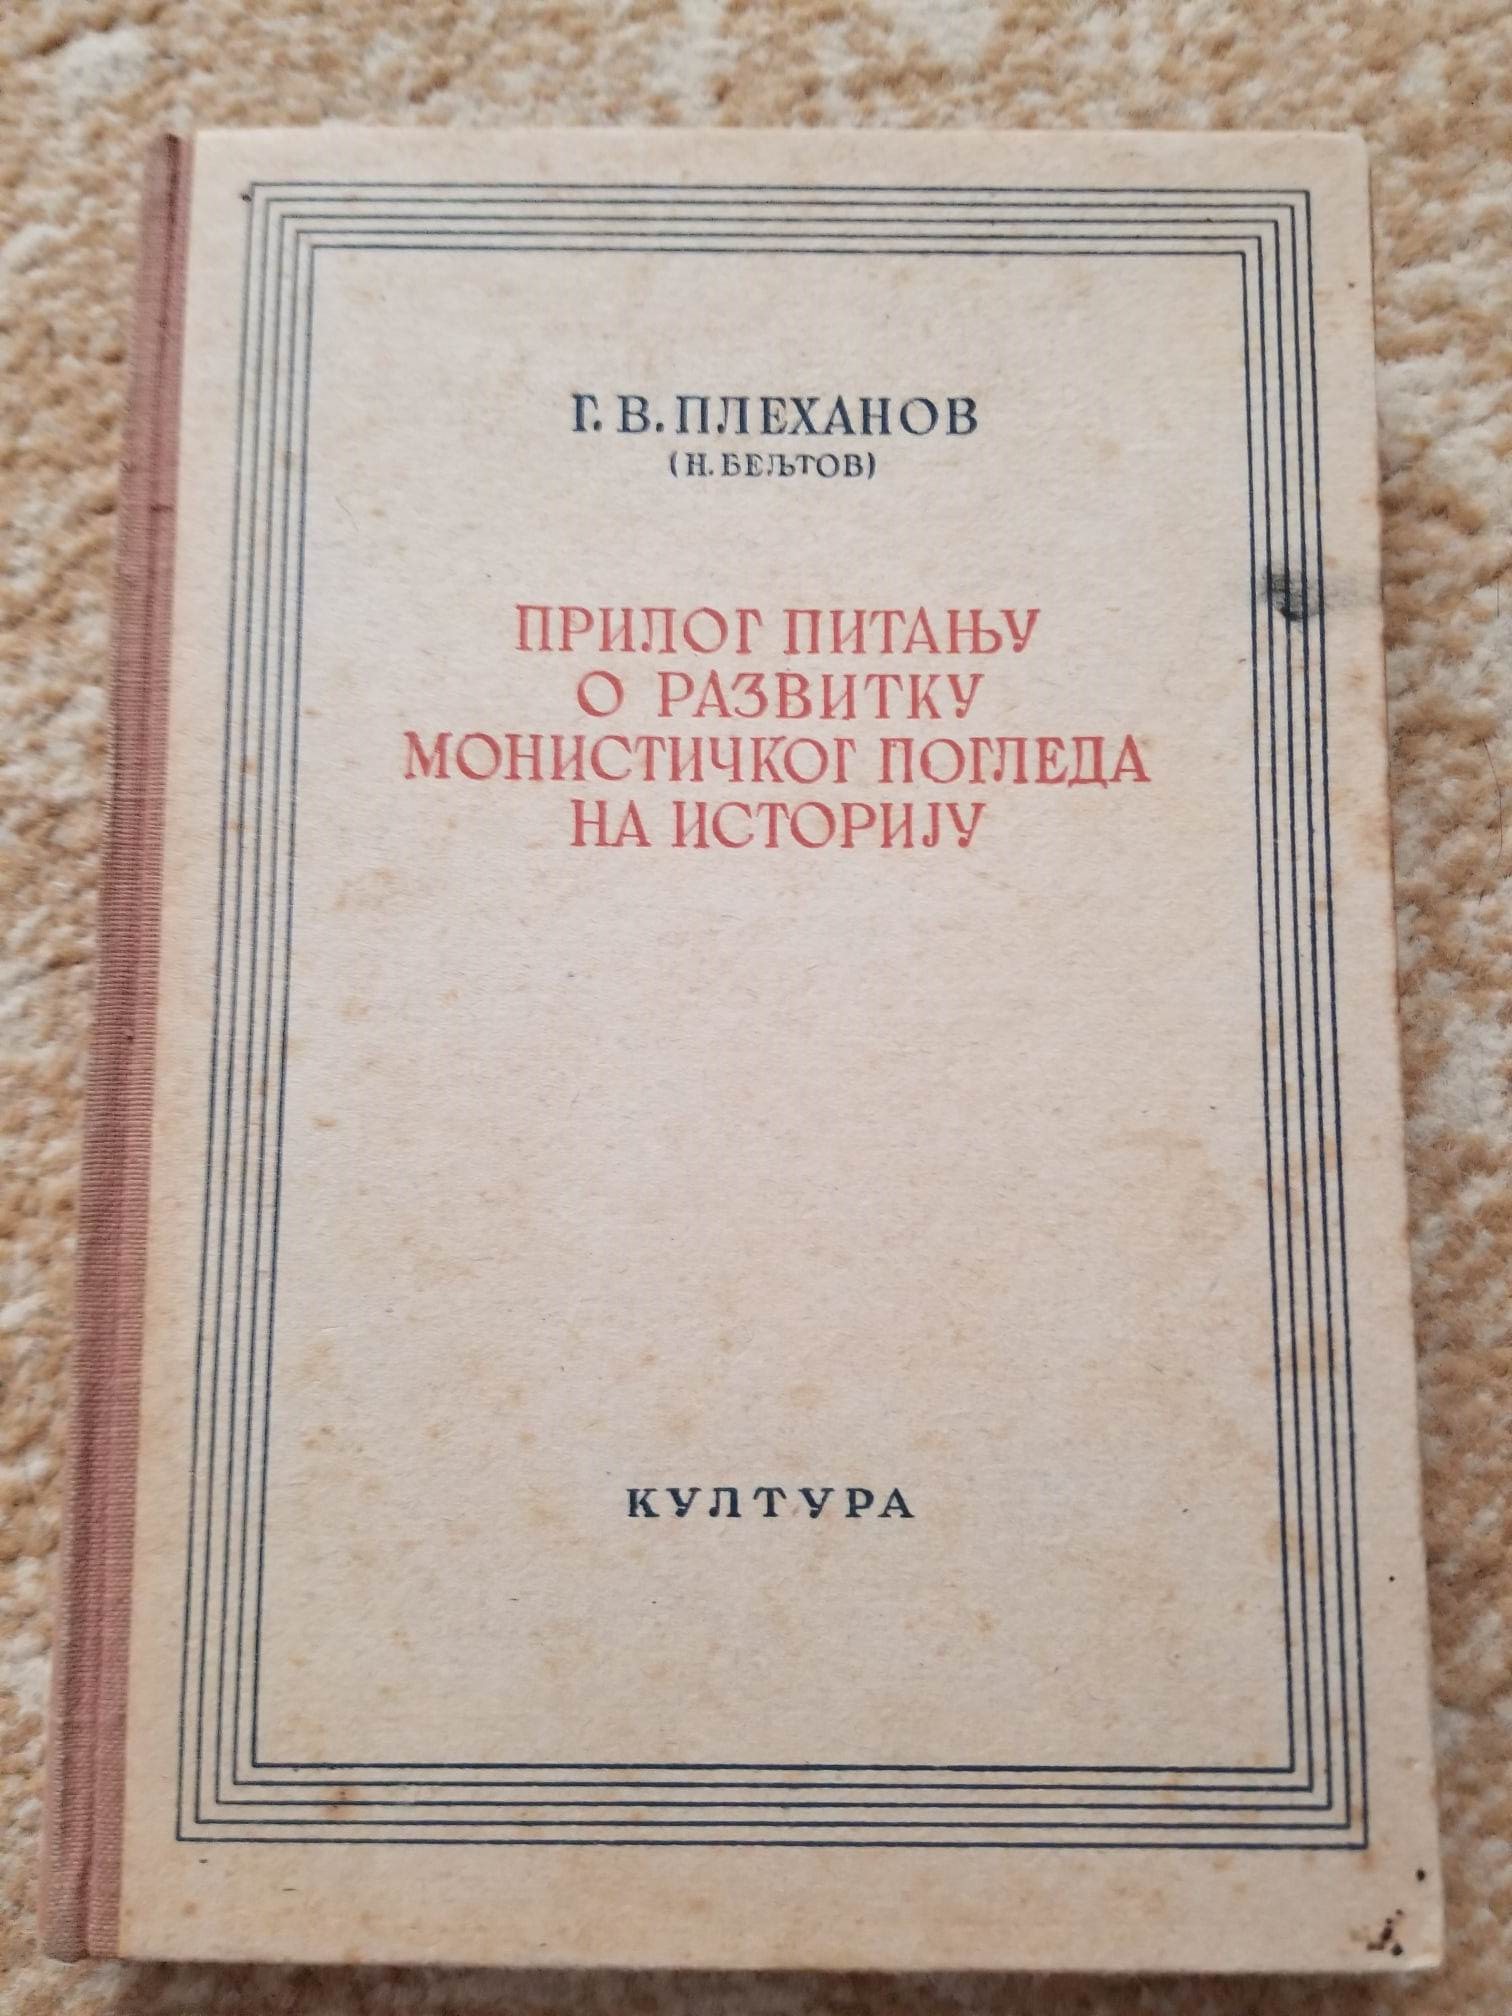 Г. В. ПЛЕХАНОВ
(Н. БЕЉТОВ)
ПРИЛОГ ПИТАЊУ
О РАЗВИТКУ
МОНИСТИЧКОГ ПОГЛЕДА
НА ИСТОРИЈУ
КУЛТУРА